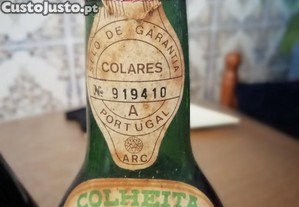 CustoJusto.pt
SELO DE GARANTIA
COLARES
Nº 919410
A
PORTUGAL
ARC
COLHEITA